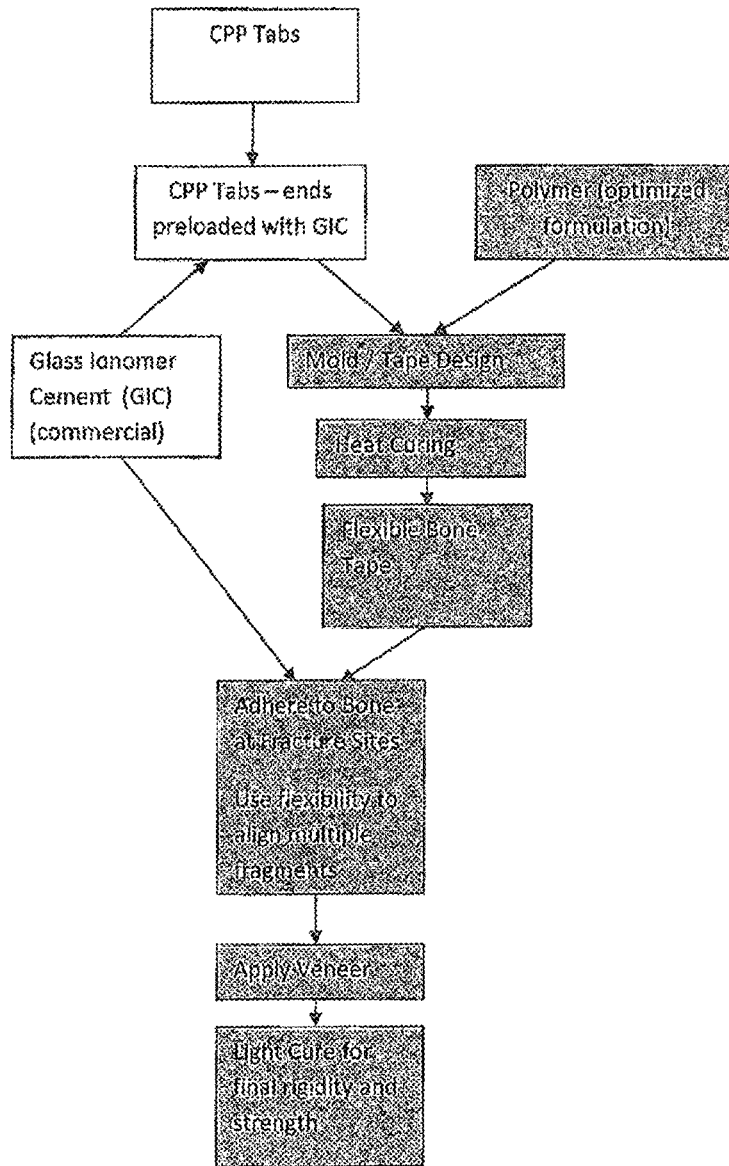 CPP Tabs
CPP Tabs – ends
preloaded with GIC
Polymer (optimized
formulation)
Glass Ionomer
Cement (GIC)
(commercial)
Mold / Tape Design
Heat Curing
Flexible Bone
Tape
Adhere to Bone
at Fracture Sites
Use flexibility to
align multiple
fragments
Apply Veneer
Light Cure for
final rigidity and
strength